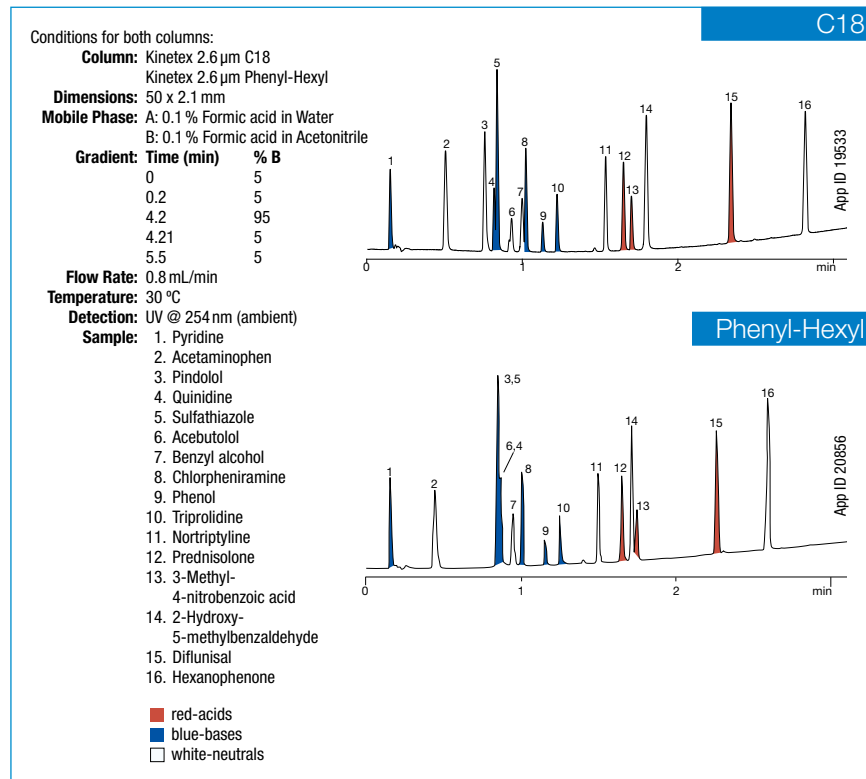 Conditions for both columns:
Column: Kinetex 2.6 µm C18
Kinetex 2.6 µm Phenyl-Hexyl
Dimensions: 50 x 2.1 mm
Mobile Phase: A: 0.1 % Formic acid in Water
B: 0.1 % Formic acid in Acetonitrile
Gradient: Time (min) % B
0 5
0.2 5
4.2 95
4.21 5
5.5 5
Flow Rate: 0.8 mL/min
Temperature: 30 ºC
Detection: UV @ 254 nm (ambient)
Sample: 1. Pyridine
2. Acetaminophen
3. Pindolol
4. Quinidine
5. Sulfathiazole
6. Acebutolol
7. Benzyl alcohol
8. Chlorpheniramine
9. Phenol
10. Triprolidine
11. Nortriptyline
12. Prednisolone
13. 3-Methyl-
4-nitrobenzoic acid
14. 2-Hydroxy-
5-methylbenzaldehyde
15. Diflunisal
16. Hexanophenone
red-acids
blue-bases
white-neutrals
C18
1
2
3
4
5
6
7
8
9
10
11
12
13
14
15
16
App ID 19533
0 1 2 min
Phenyl-Hexyl
1
2
3,5
6,4
7
8
9
10
11
12
14
13
15
16
App ID 20856
0 1 2 min